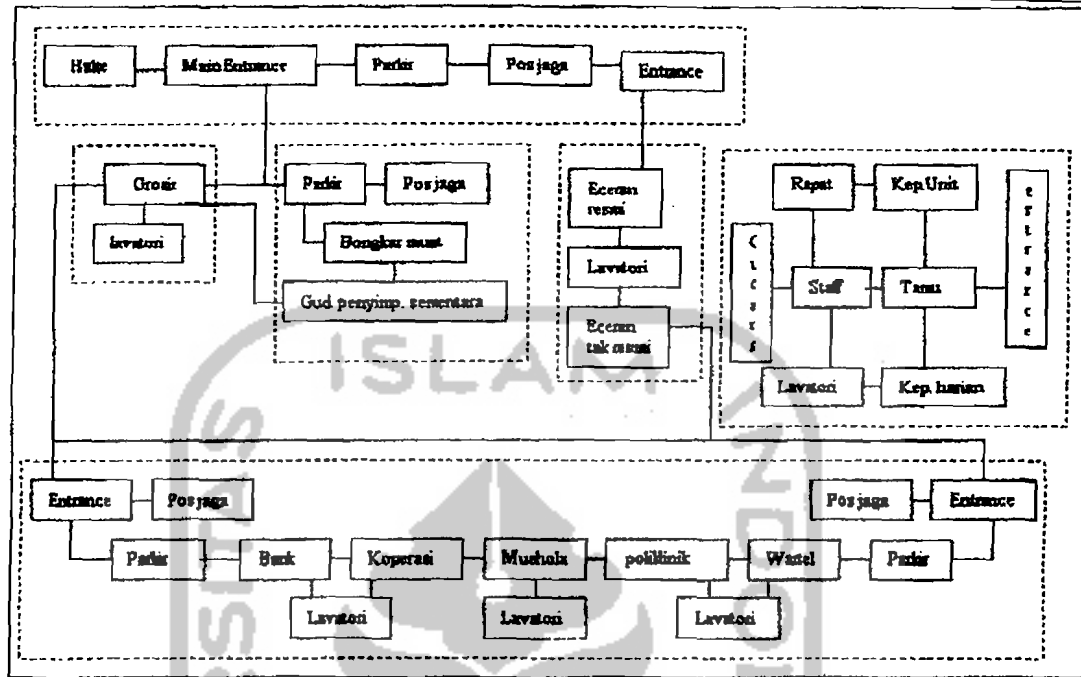 Halte
Main Entrance
Parkir
Pos jaga
Entrance
Grosir
lavatori
Parkir
Pos jaga
Bongkar muat
Gud. penyimp. sementara
Eceran
resmi
Lavatori
Eceran
tak resmi
Rapat
Kep.Unit
Staff
Tamu
Lavatori
Kep. harian
ISLAM
SITAS
Entrance
Pos jaga
Pos jaga
Entrance
Parkir
Bank
Koperasi
Mushola
poliklinik
Wartel
Parkir
Lavatori
Lavatori
Lavatori